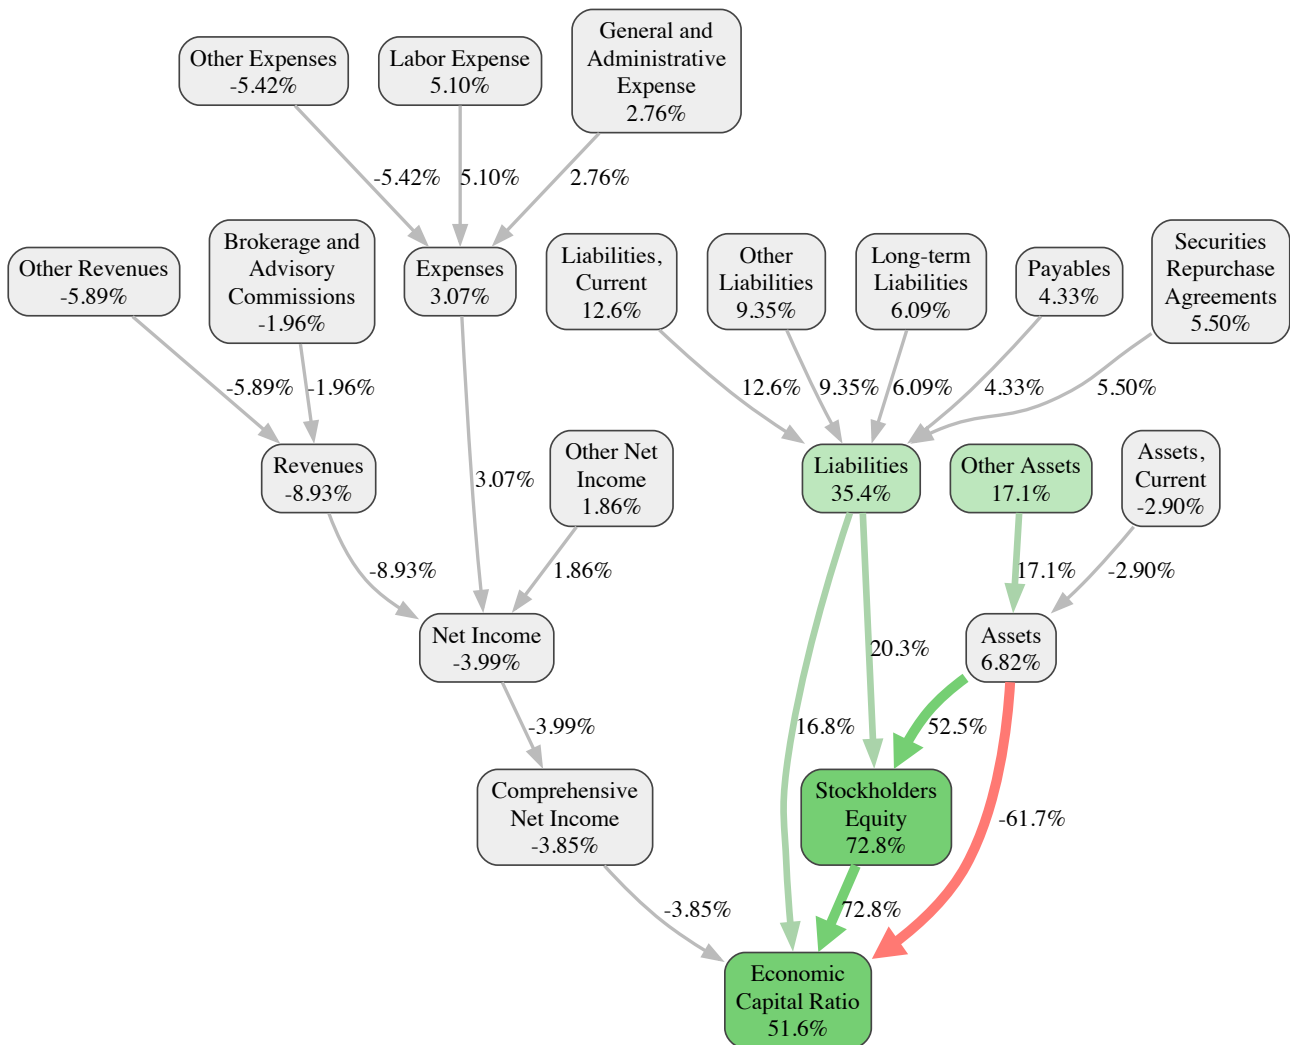 Other Expenses
-5.42%
Labor Expense
5.10%
General and
Administrative
Expense
2.76%
-5.42%
5.10%
2.76%
Other Revenues
-5.89%
Brokerage and
Advisory
Commissions
-1.96%
Expenses
3.07%
Liabilities,
Current
12.6%
Other
Liabilities
9.35%
Long-term
Liabilities
6.09%
Payables
4.33%
Securities
Repurchase
Agreements
5.50%
-5.89%
-1.96%
12.6%
9.35%
6.09%
4.33%
5.50%
Revenues
-8.93%
3.07%
Other Net
Income
1.86%
Liabilities
35.4%
Other Assets
17.1%
Assets,
Current
-2.90%
-8.93%
1.86%
17.1%
-2.90%
Net Income
-3.99%
20.3%
Assets
6.82%
-3.99%
16.8%
52.5%
Comprehensive
Net Income
-3.85%
Stockholders
Equity
72.8%
-61.7%
-3.85%
72.8%
Economic
Capital Ratio
51.6%